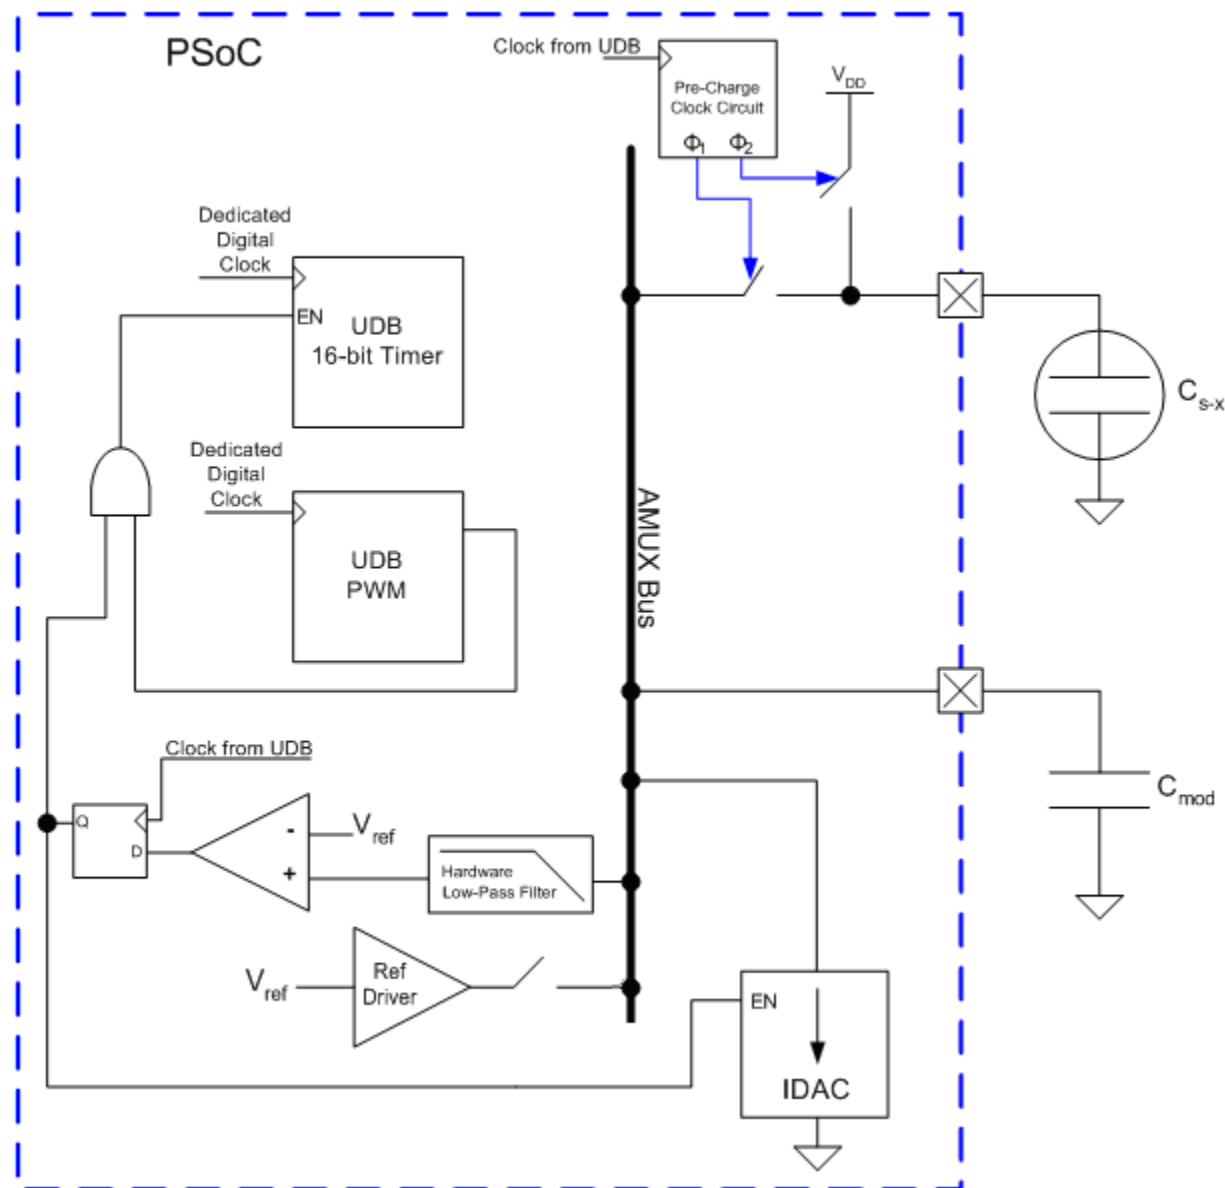 PSoC
Clock from UDB
Pre-Charge
Clock Circuit
Φ1 Φ2
VDD
Dedicated
Digital
Clock
EN
UDB
16-bit Timer
Cs-x
Dedicated
Digital
Clock
UDB
PWM
AMUX Bus
Clock from UDB
Q
D
-
+
Vref
Hardware
Low-Pass Filter
Cmod
Vref
Ref
Driver
EN
IDAC